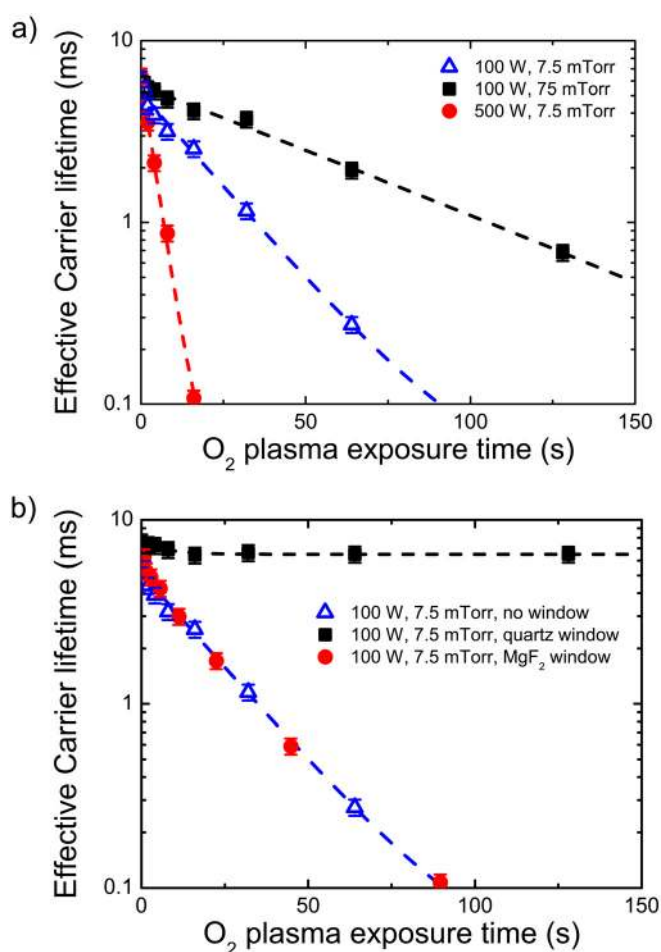 a)
10
1
0.1
Effective Carrier lifetime (ms)
100 W, 7.5 mTorr
100 W, 75 mTorr
500 W, 7.5 mTorr
0 50 100 150
O₂ plasma exposure time (s)
b)
10
1
0.1
Effective Carrier lifetime (ms)
100 W, 7.5 mTorr, no window
100 W, 7.5 mTorr, quartz window
100 W, 7.5 mTorr, MgF₂ window
0 50 100 150
O₂ plasma exposure time (s)